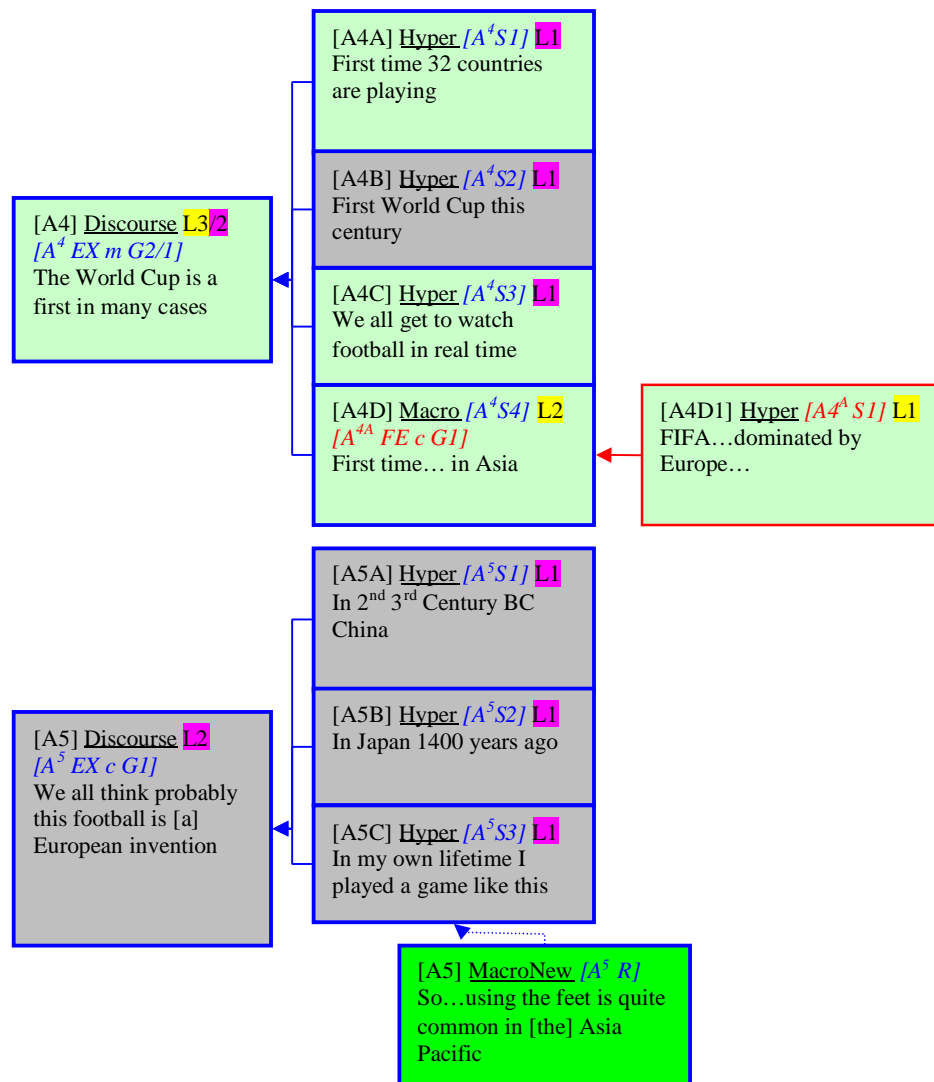 [A4A] Hyper [A⁴S1] L1
First time 32 countries
are playing
[A4B] Hyper [A⁴S2] L1
First World Cup this
century
[A4] Discourse L3/2
[A⁴ EX m G2/1]
The World Cup is a
first in many cases
[A4C] Hyper [A⁴S3] L1
We all get to watch
football in real time
[A4D] Macro [A⁴S4] L2
[A⁴ᴬ FE c G1]
First time… in Asia
[A4D1] Hyper [A4ᴬ S1] L1
FIFA…dominated by
Europe…
[A5A] Hyper [A⁵S1] L1
In 2ⁿᵈ 3ʳᵈ Century BC
China
[A5B] Hyper [A⁵S2] L1
In Japan 1400 years ago
[A5] Discourse L2
[A⁵ EX c G1]
We all think probably
this football is [a]
European invention
[A5C] Hyper [A⁵S3] L1
In my own lifetime I
played a game like this
[A5] MacroNew [A⁵ R]
So…using the feet is quite
common in [the] Asia
Pacific